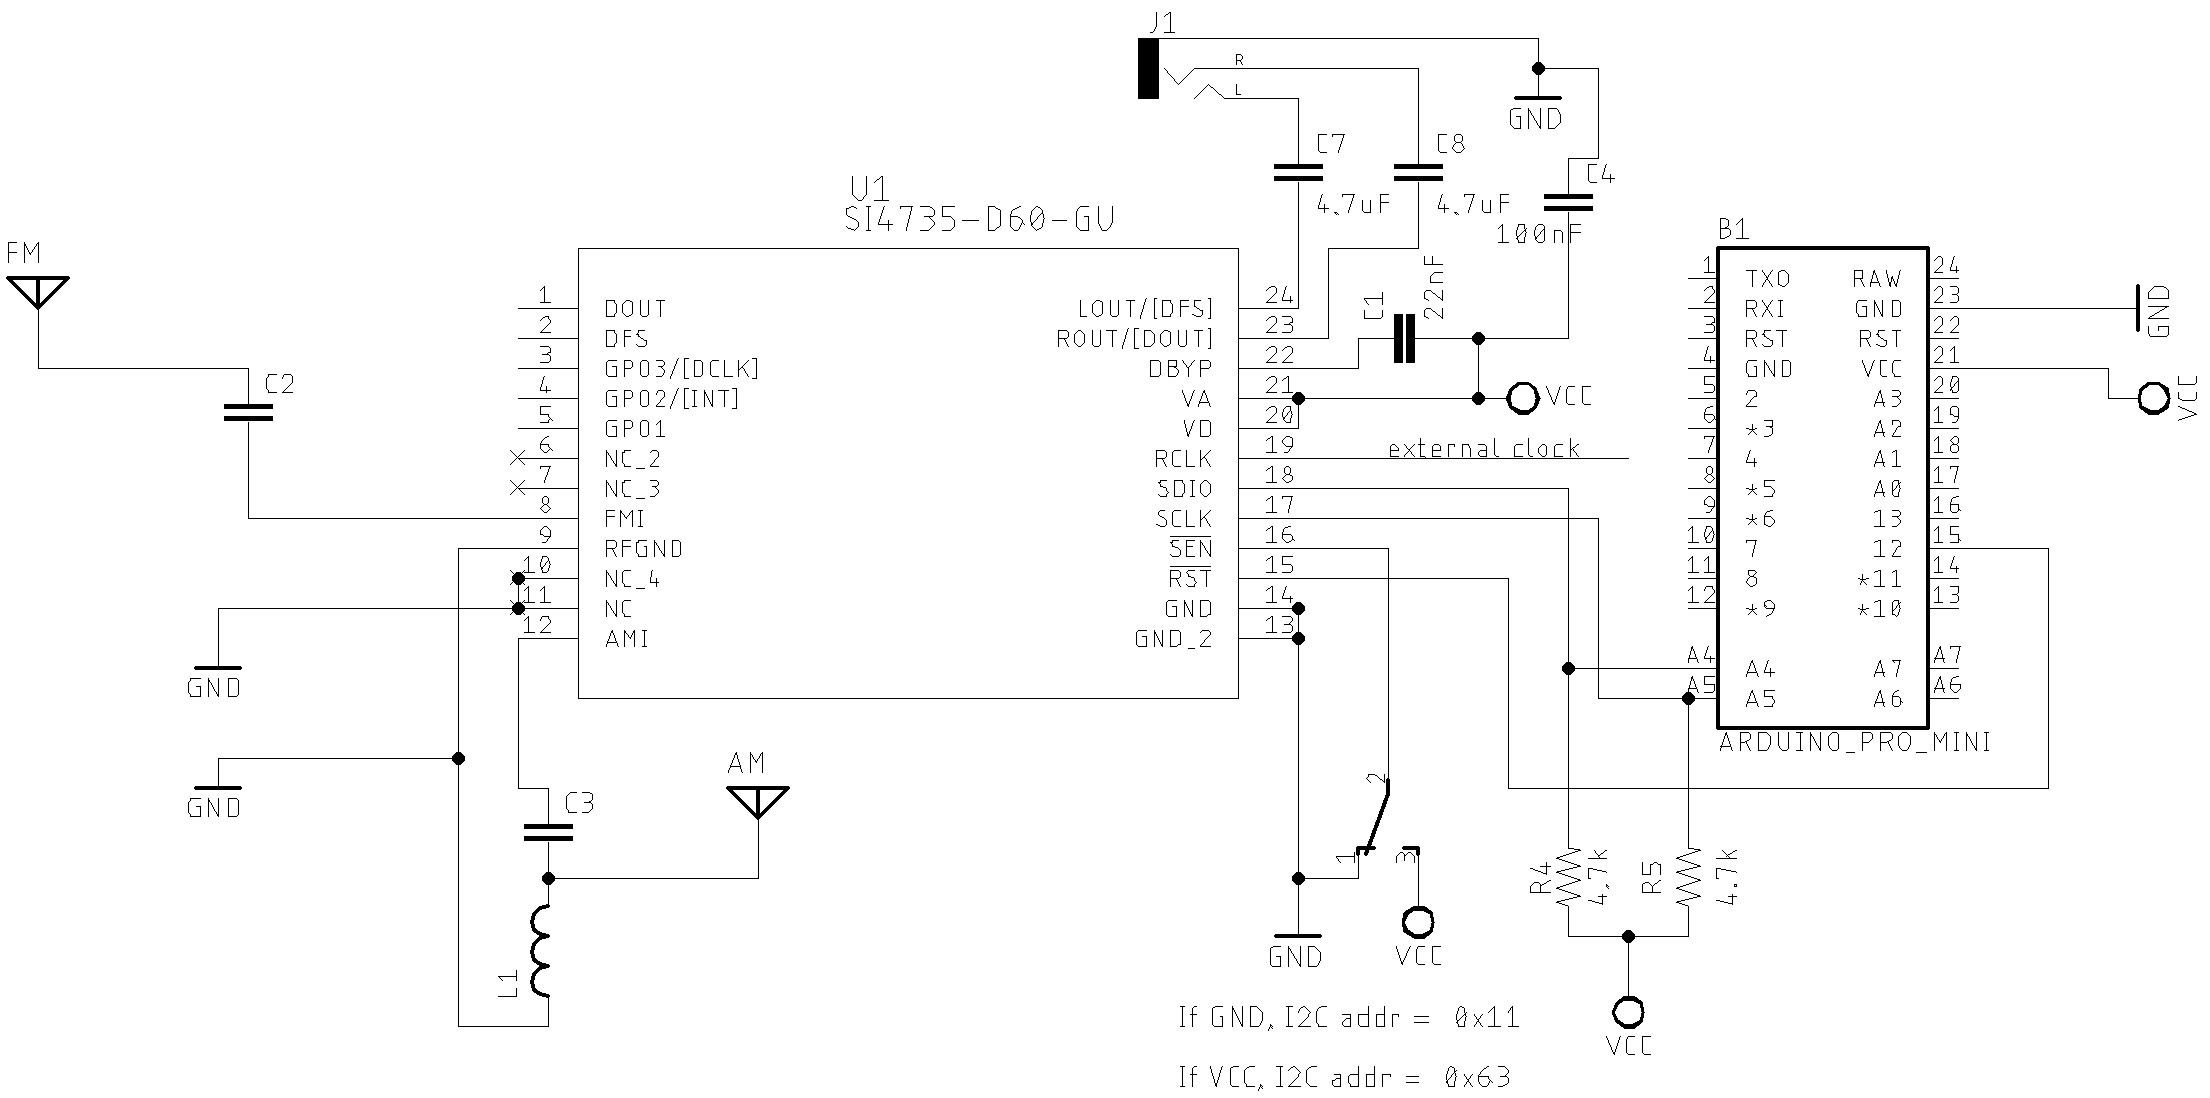 J1
R
L
GND
C7
4.7uF
C8
4.7uF
C4
100nF
U1
SI4735-D60-GU
FM
C2
1 DOUT
2 DFS
3 GPO3/[DCLK]
4 GPO2/[INT]
5 GPO1
6 NC_2
7 NC_3
8 FMI
9 RFGND
10 NC_4
11 NC
12 AMI
LOUT/[DFS] 24
ROUT/[DOUT] 23
DBYP 22
VA 21
VD 20
RCLK 19
SDIO 18
SCLK 17
SEN 16
RST 15
GND 14
GND_2 13
C1
22nF
VCC
external clock
B1
1 TXO
2 RXI
3 RST
4 GND
5 2
6 *3
7 4
8 *5
9 *6
10 7
11 8
12 *9
A4 A4
A5 A5
RAW 24
GND 23
RST 22
VCC 21
A3 20
A2 19
A1 18
A0 17
13 16
12 15
*11 14
*10 13
A7 A7
A6 A6
ARDUINO_PRO_MINI
GND
VCC
GND
GND
AM
C3
L1
2
1
3
GND
VCC
R4
4.7k
R5
4.7k
VCC
If GND, I2C addr = 0x11
If VCC, I2C addr = 0x63